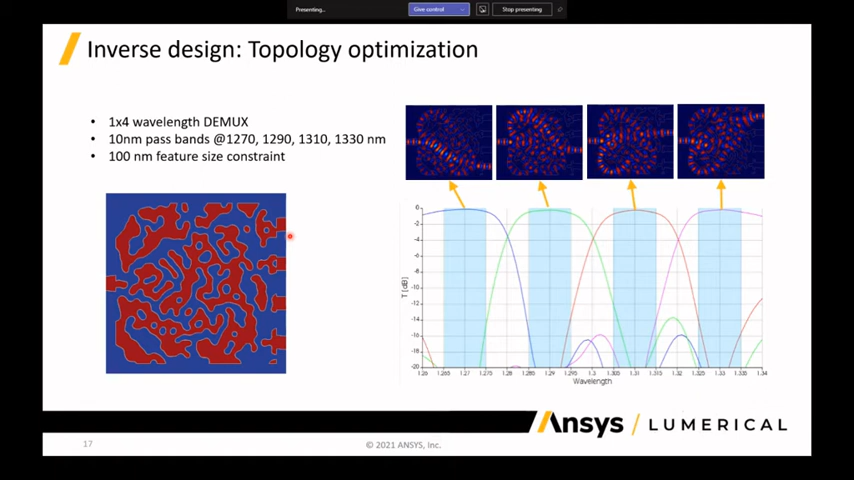 Presenting...
Give control
Stop presenting
Inverse design: Topology optimization
• 1x4 wavelength DEMUX
• 10nm pass bands @1270, 1290, 1310, 1330 nm
• 100 nm feature size constraint
T [dB]
0
-2
-4
-6
-8
-10
-12
-14
-16
-18
-20
1.26 1.265 1.27 1.275 1.28 1.285 1.29 1.295 1.3 1.305 1.31 1.315 1.32 1.325 1.33 1.335 1.34
Wavelength
Ansys / LUMERICAL
17
© 2021 ANSYS, Inc.